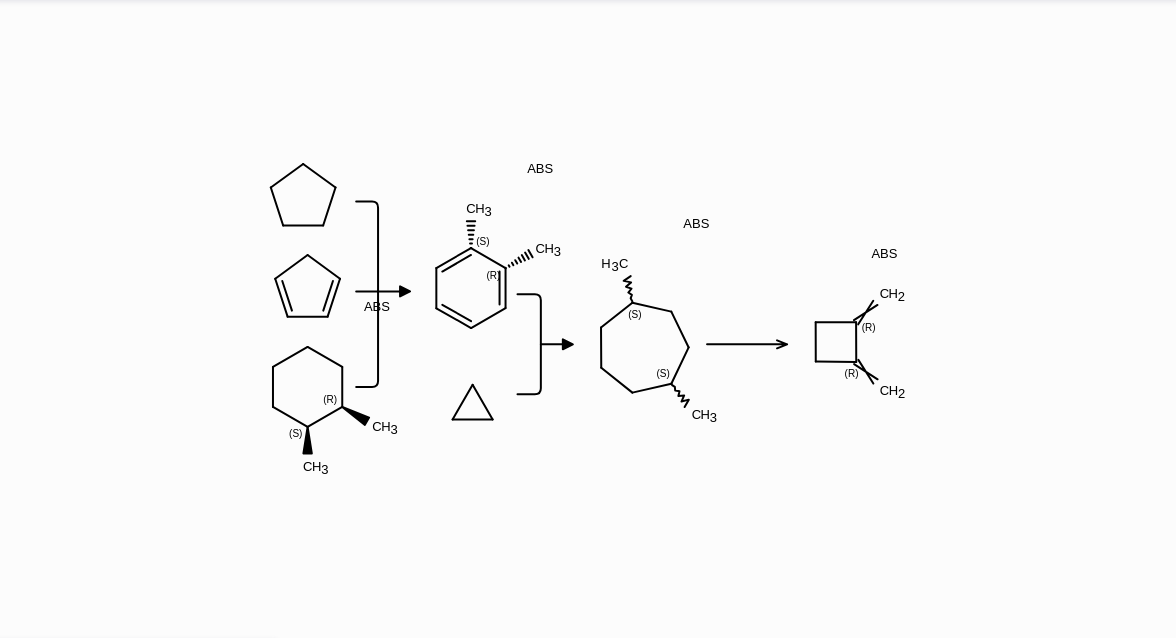 ABS
CH3
(S)
CH3
(R)
ABS
(R)
CH3
(S)
CH3
ABS
H3C
(S)
(S)
CH3
ABS
CH2
(R)
(R)
CH2